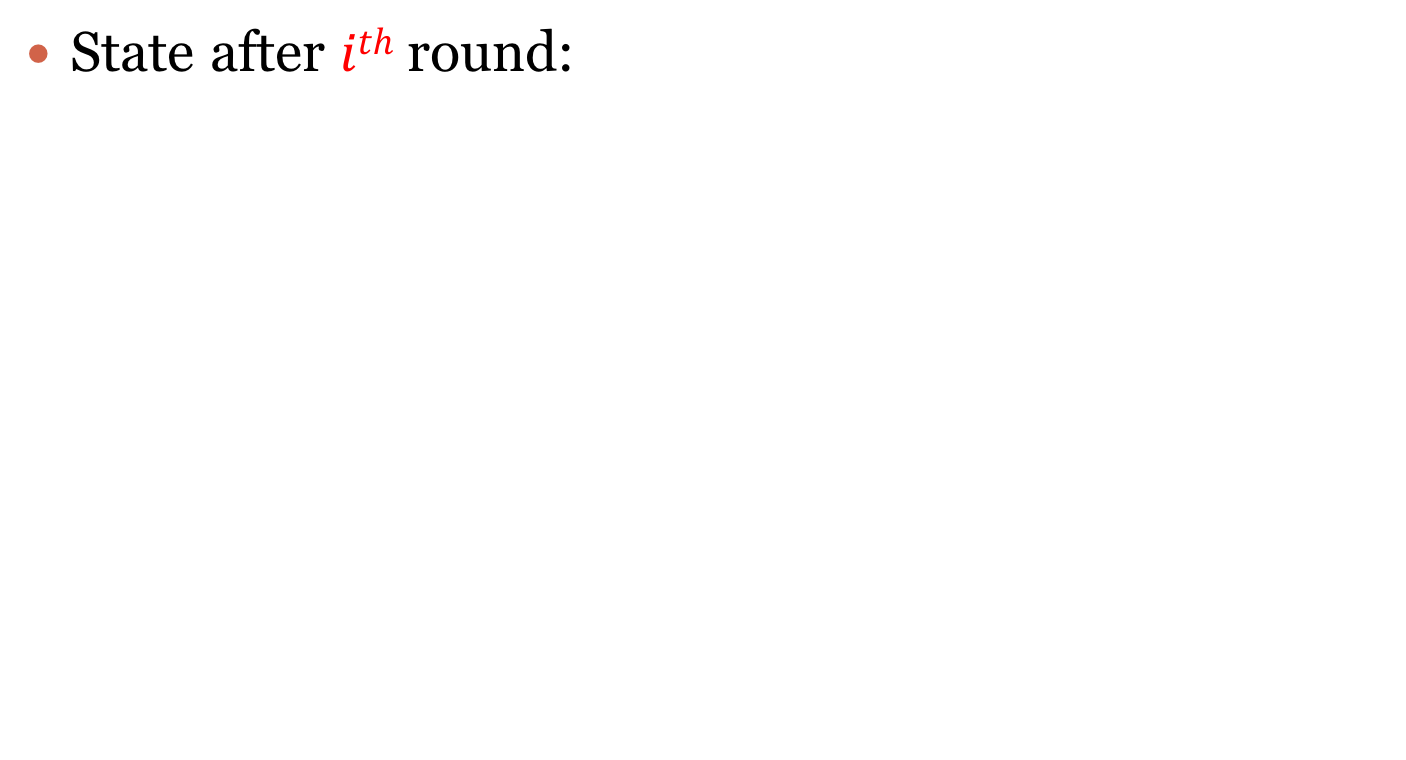 • State after i^{th} round: